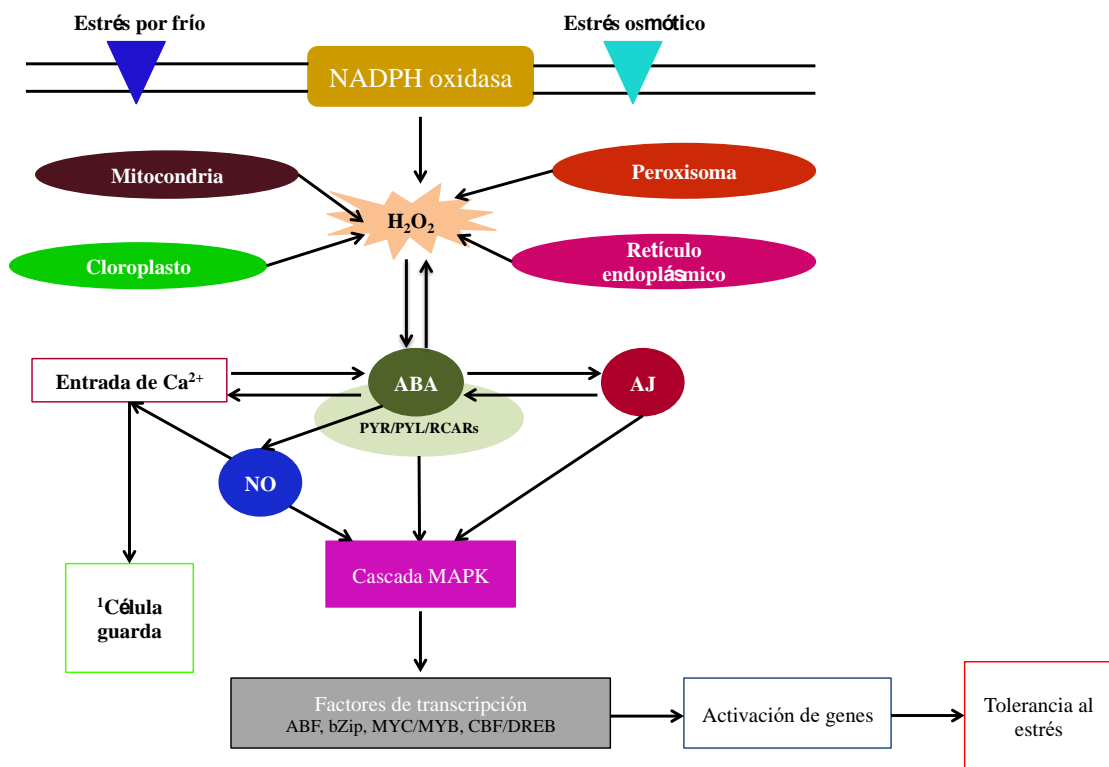 Estrés por frío
Estrés osmótico
NADPH oxidasa
Mitocondria
Peroxisoma
H₂O₂
Cloroplasto
Retículo
endoplásmico
Entrada de Ca²⁺
ABA
AJ
PYR/PYL/RCARs
NO
Cascada MAPK
¹Célula
guarda
Factores de transcripción
ABF, bZip, MYC/MYB, CBF/DREB
Activación de genes
Tolerancia al
estrés